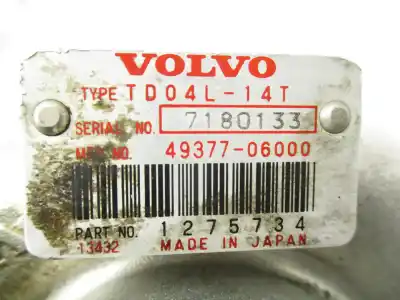 VOLVO
TYPE TD04L-14T
SERIAL NO. 7180133
MFG NO. 49377-06000
PART NO. 1275734
13432 MADE IN JAPAN